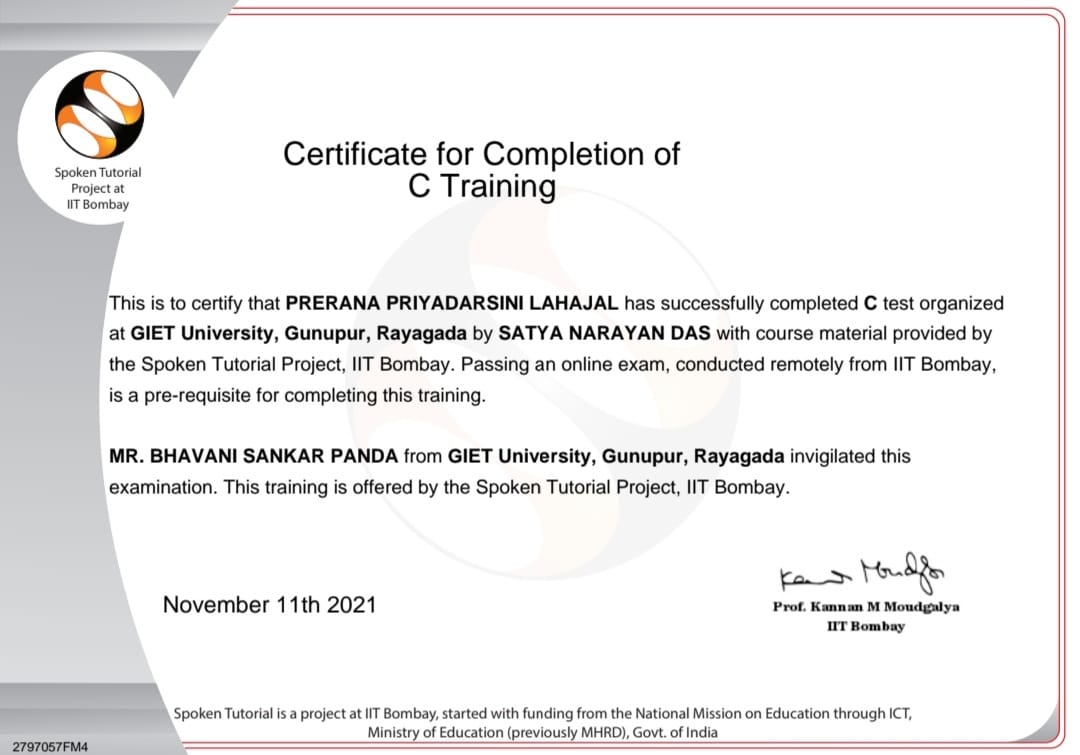 Spoken Tutorial
Project at
IIT Bombay
Certificate for Completion of
C Training
This is to certify that PRERANA PRIYADARSINI LAHAJAL has successfully completed C test organized
at GIET University, Gunupur, Rayagada by SATYA NARAYAN DAS with course material provided by
the Spoken Tutorial Project, IIT Bombay. Passing an online exam, conducted remotely from IIT Bombay,
is a pre-requisite for completing this training.
MR. BHAVANI SANKAR PANDA from GIET University, Gunupur, Rayagada invigilated this
examination. This training is offered by the Spoken Tutorial Project, IIT Bombay.
November 11th 2021
Kannan Moudgalya
Prof. Kannan M Moudgalya
IIT Bombay
Spoken Tutorial is a project at IIT Bombay, started with funding from the National Mission on Education through ICT,
Ministry of Education (previously MHRD), Govt. of India
2797057FM4